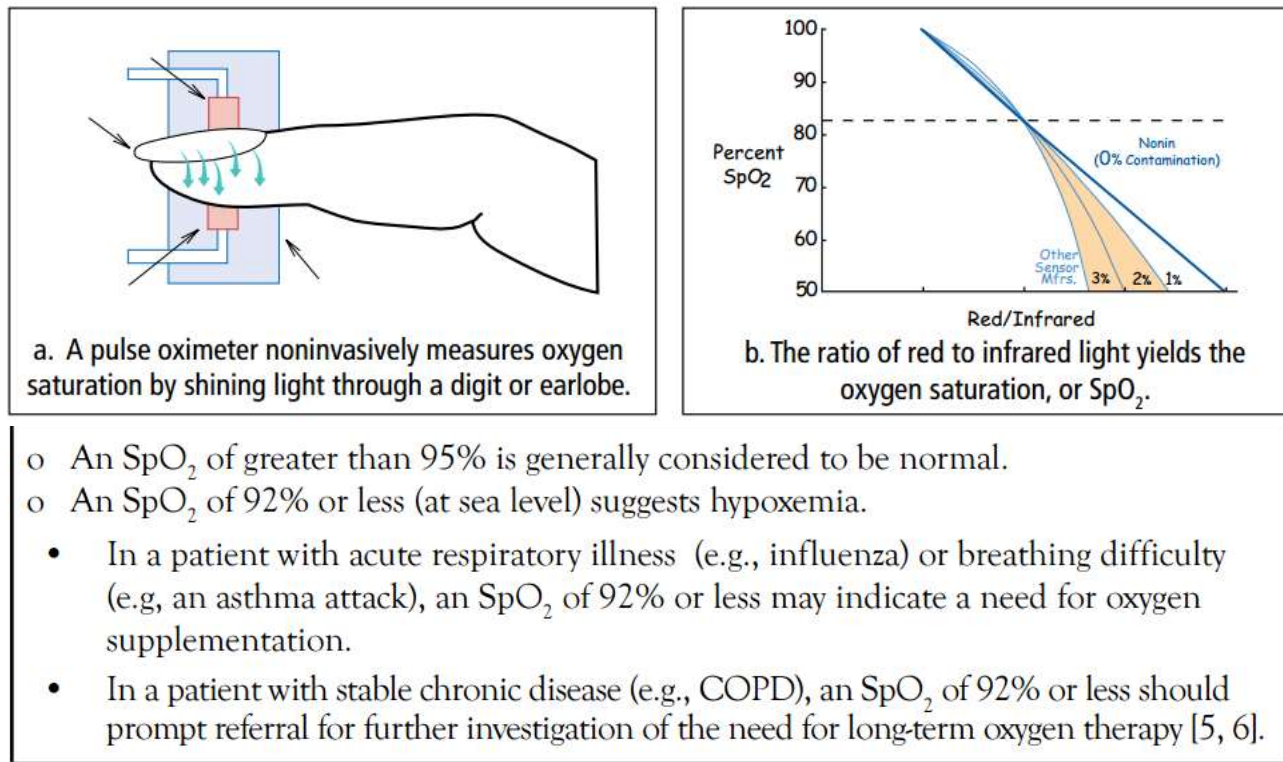 a. A pulse oximeter noninvasively measures oxygen
saturation by shining light through a digit or earlobe.
100
90
80
70
60
50
Percent
SpO2
Nonin
(0% Contamination)
Other
Sensor
Mfrs.
3% 2% 1%
Red/Infrared
b. The ratio of red to infrared light yields the
oxygen saturation, or SpO₂.
o An SpO₂ of greater than 95% is generally considered to be normal.
o An SpO₂ of 92% or less (at sea level) suggests hypoxemia.
• In a patient with acute respiratory illness (e.g., influenza) or breathing difficulty
(e.g, an asthma attack), an SpO₂ of 92% or less may indicate a need for oxygen
supplementation.
• In a patient with stable chronic disease (e.g., COPD), an SpO₂ of 92% or less should
prompt referral for further investigation of the need for long-term oxygen therapy [5, 6].